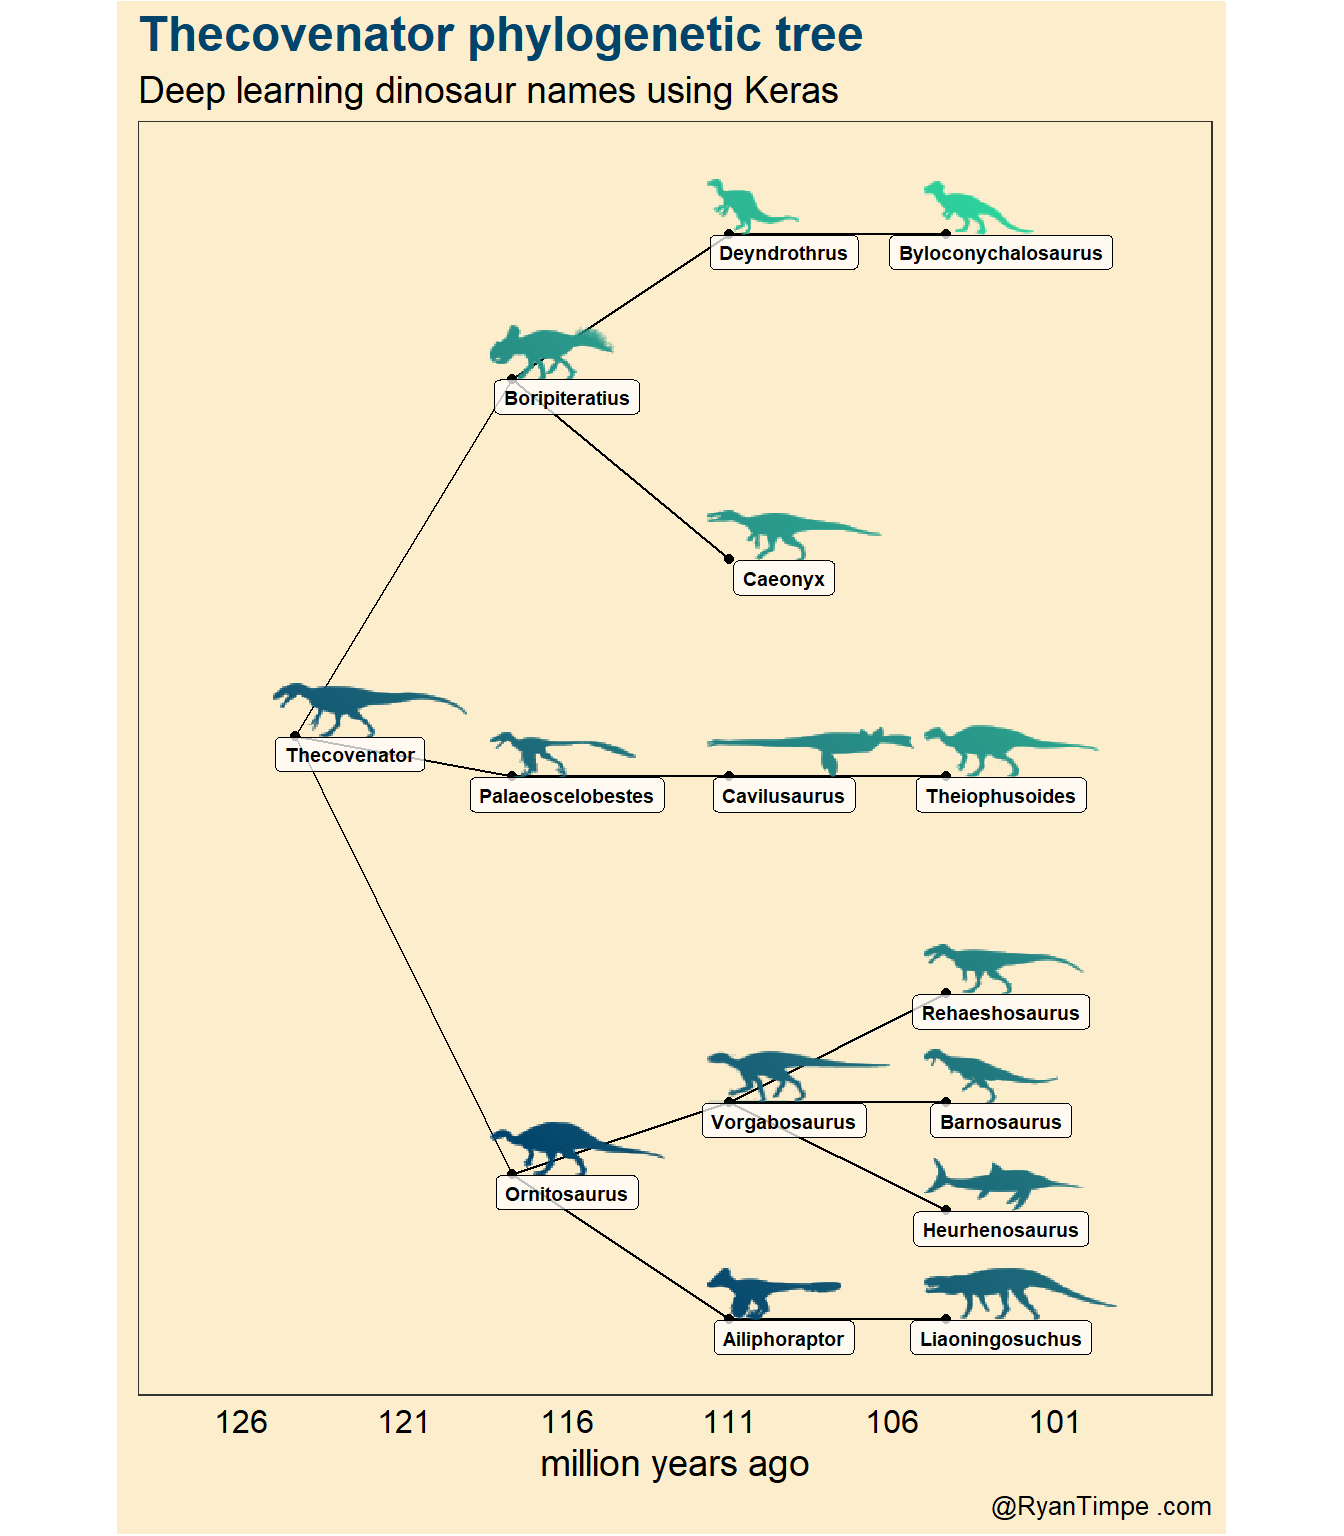 Thecovenator phylogenetic tree
Deep learning dinosaur names using Keras
Deyndrothrus
Byloconychalosaurus
Boripiteratius
Caeonyx
Thecovenator
Palaeoscelobestes
Cavilusaurus
Theiophusoides
Rehaeshosaurus
Vorgabosaurus
Barnosaurus
Ornitosaurus
Heurhenosaurus
Ailiphoraptor
Liaoningosuchus
126 121 116 111 106 101
million years ago
@RyanTimpe .com